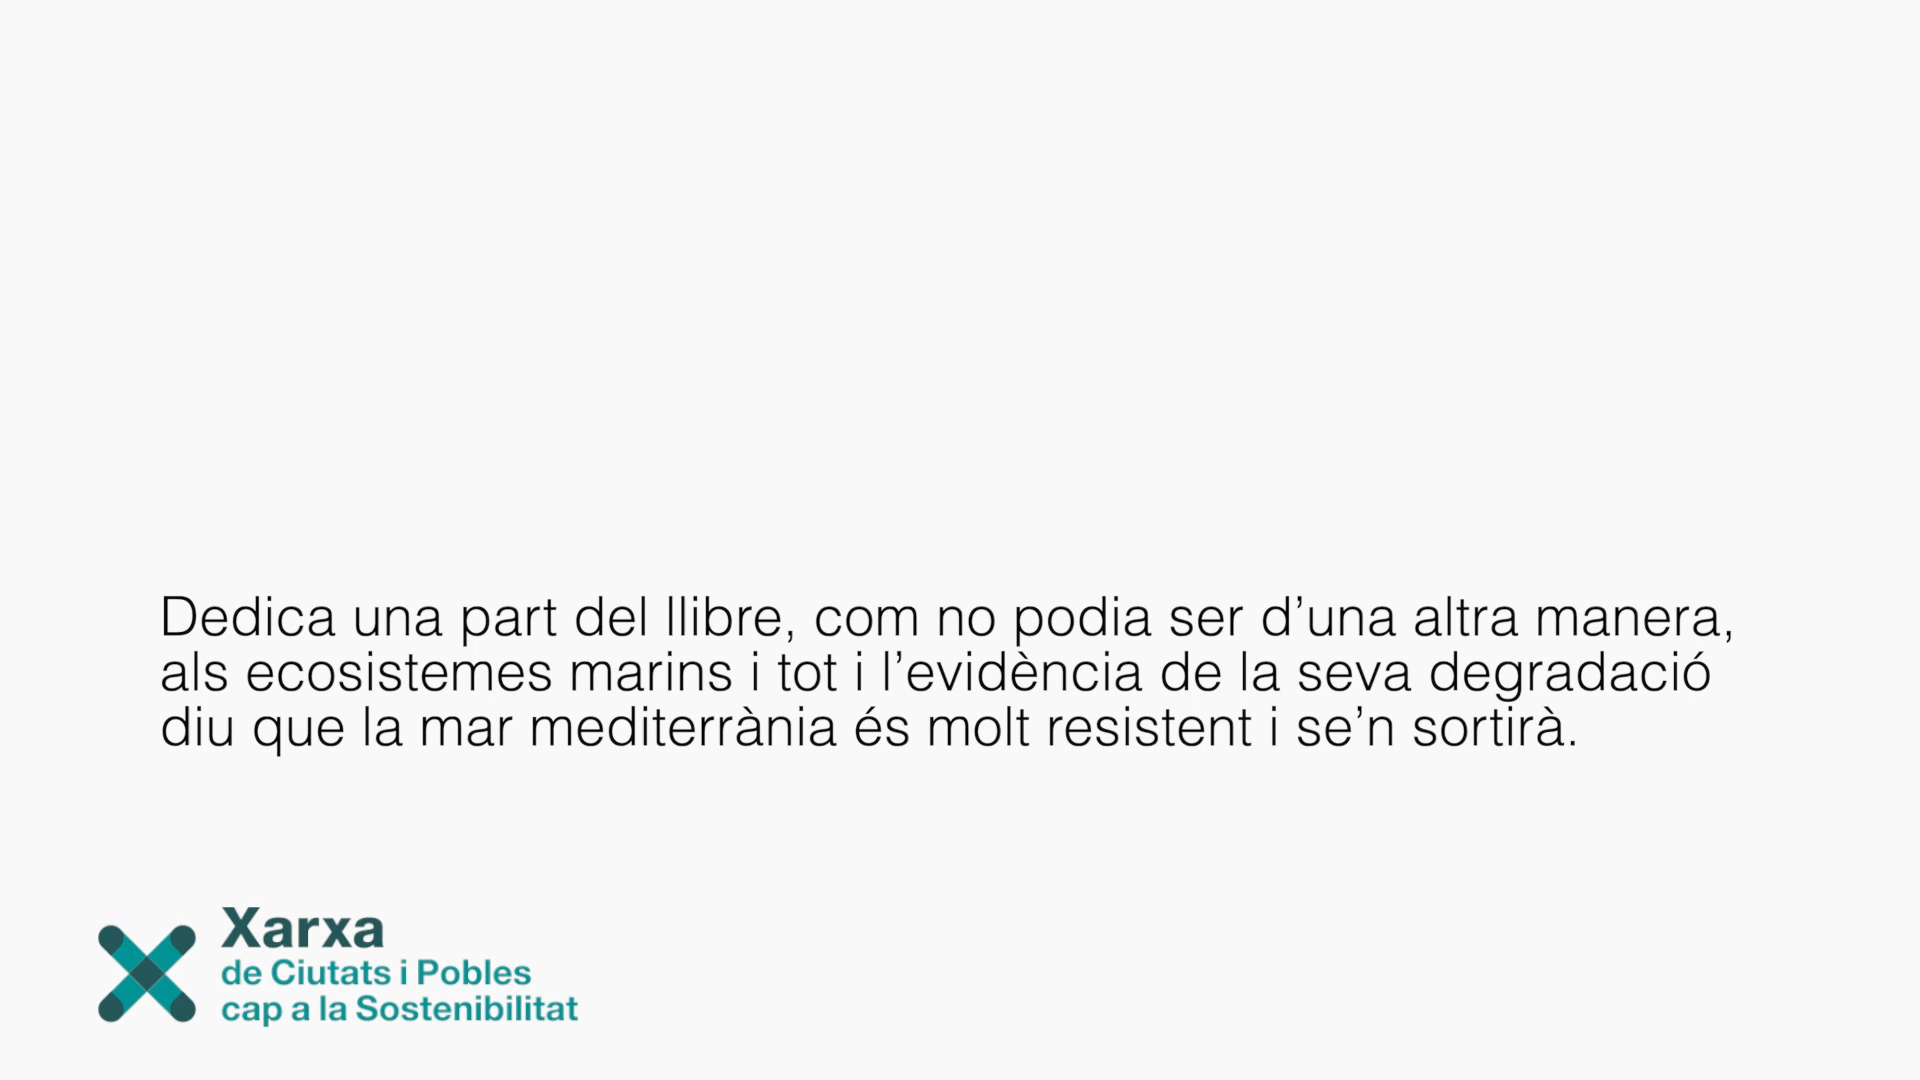 Dedica una part del llibre, com no podia ser d’una altra manera,
als ecosistemes marins i tot i l’evidència de la seva degradació
diu que la mar mediterrània és molt resistent i se’n sortirà.
Xarxa
de Ciutats i Pobles
cap a la Sostenibilitat